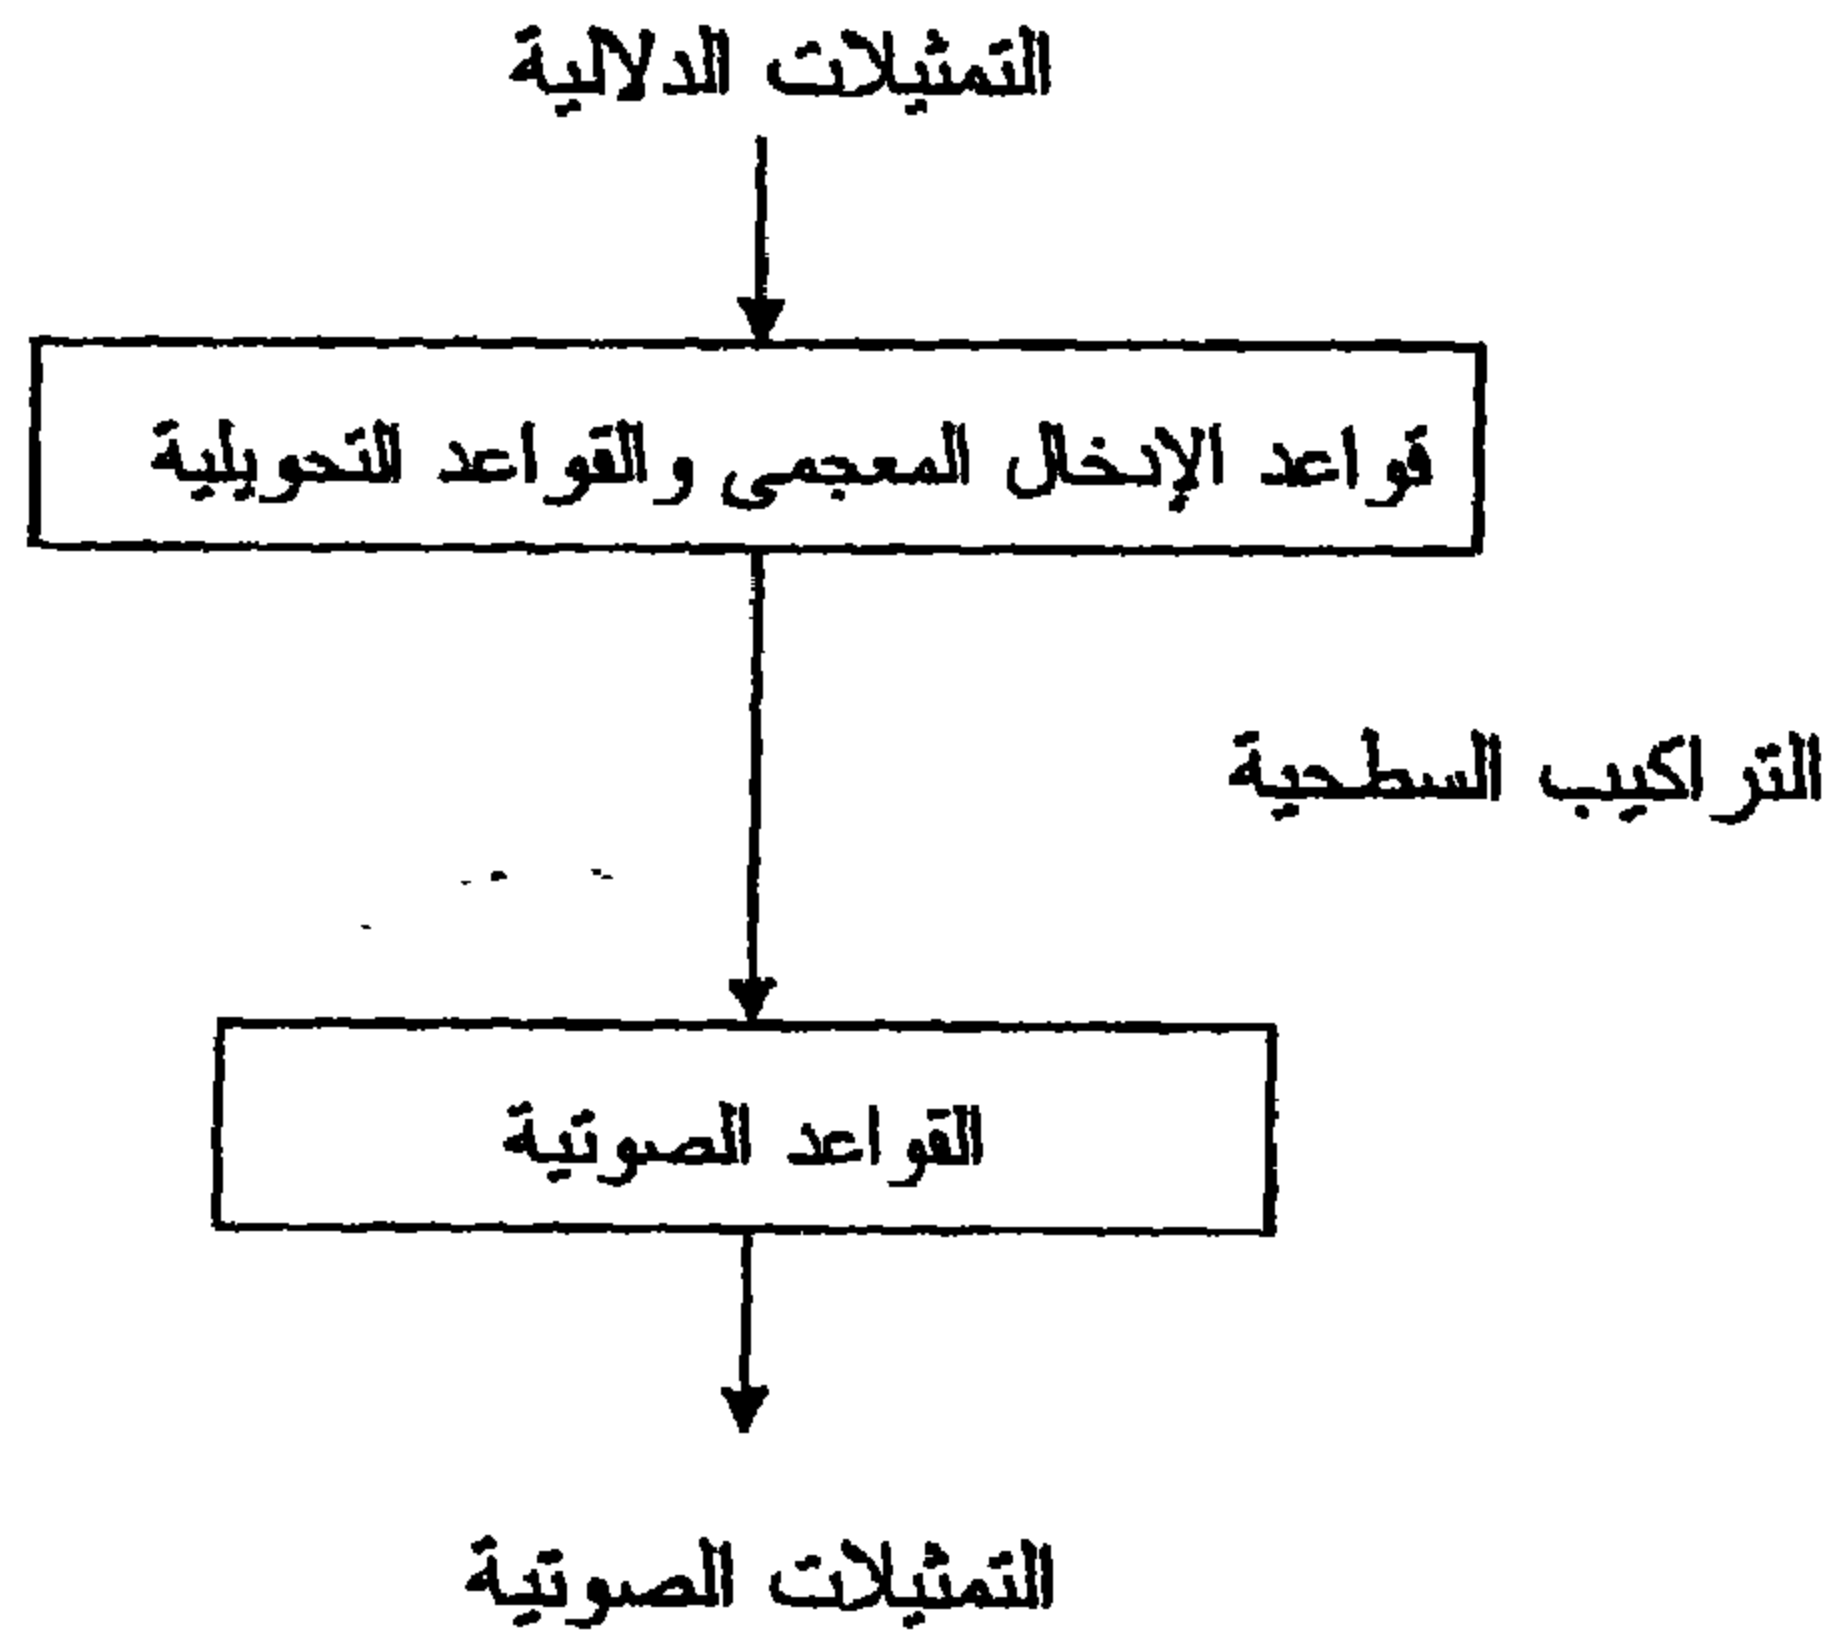 التمثيلات الدلالية
قواعد الإدخال المعجمى والقواعد التحويلية
التراكيب السطحية
القواعد الصوتية
التمثيلات الصوتية